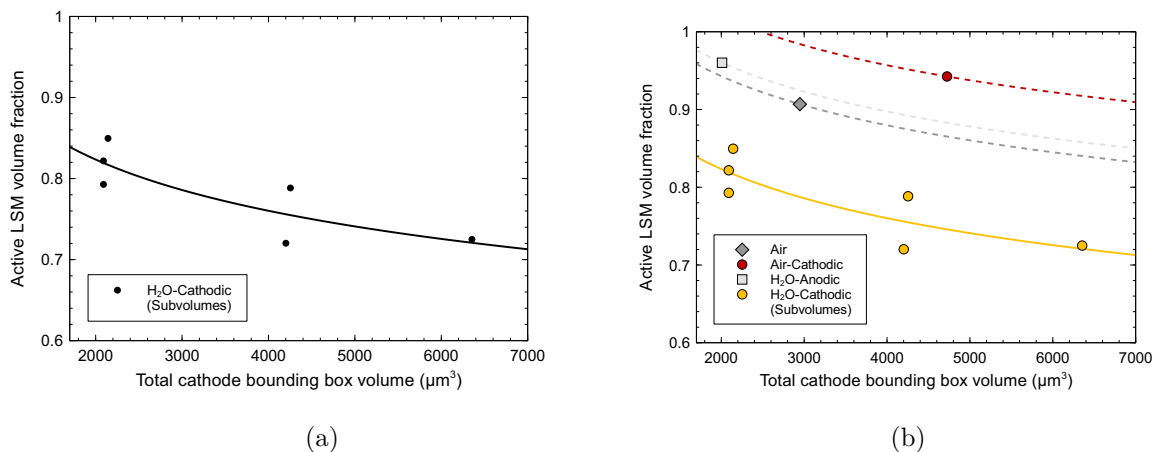 1
0.9
0.8
0.7
0.6
Active LSM volume fraction
H₂O-Cathodic
(Subvolumes)
2000 3000 4000 5000 6000 7000
Total cathode bounding box volume (µm³)
(a)
1
0.9
0.8
0.7
0.6
Active LSM volume fraction
Air
Air-Cathodic
H₂O-Anodic
H₂O-Cathodic
(Subvolumes)
2000 3000 4000 5000 6000 7000
Total cathode bounding box volume (µm³)
(b)